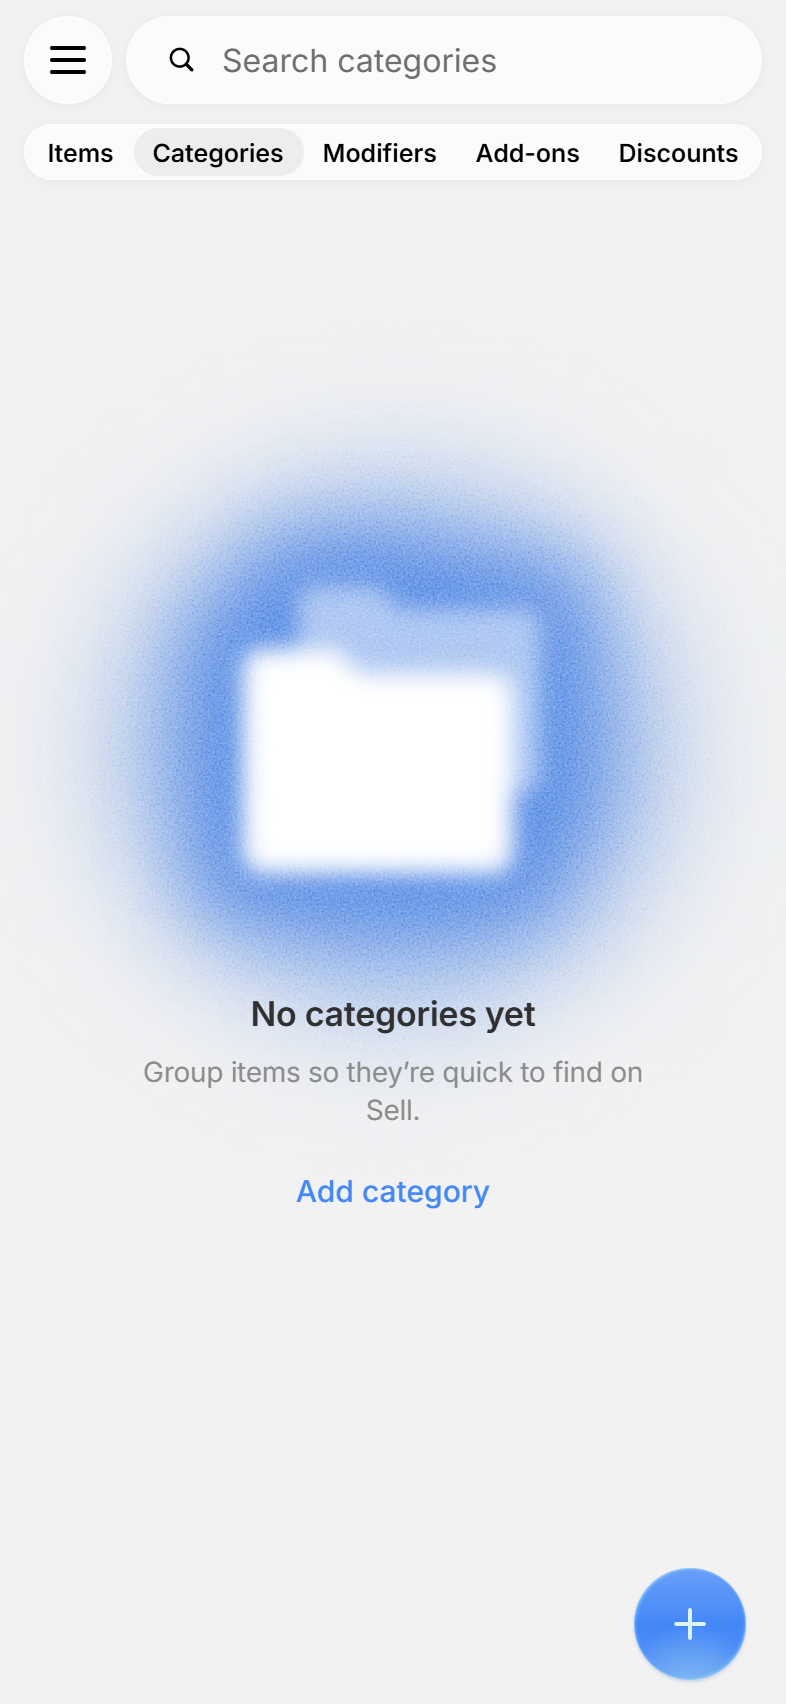 Search categories
Items Categories Modifiers Add-ons Discounts
No categories yet
Group items so they’re quick to find on
Sell.
Add category